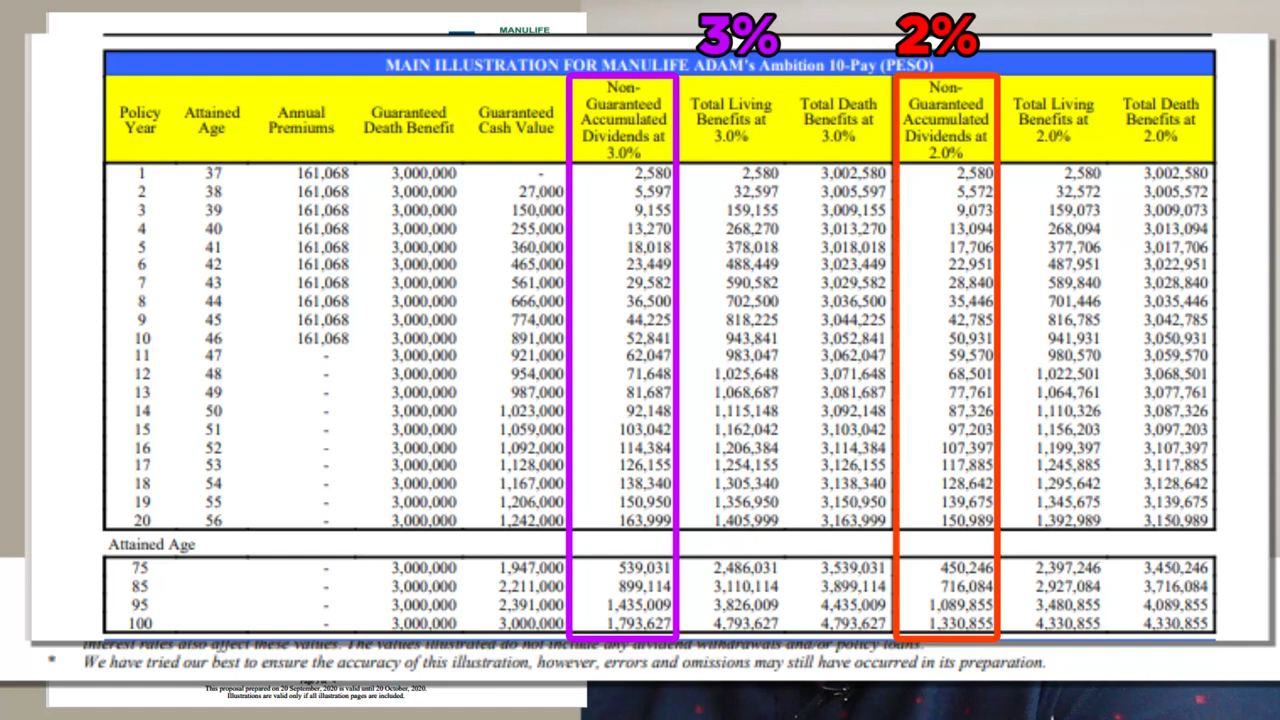 MANULIFE
3% 2%
MAIN ILLUSTRATION FOR MANULIFE ADAM's Ambition 10-Pay (PESO)
Policy Year Attained Age Annual Premiums Guaranteed Death Benefit Guaranteed Cash Value Non-Guaranteed Accumulated Dividends at 3.0% Total Living Benefits at 3.0% Total Death Benefits at 3.0% Non-Guaranteed Accumulated Dividends at 2.0% Total Living Benefits at 2.0% Total Death Benefits at 2.0%
1 37 161,068 3,000,000 - 2,580 2,580 3,002,580 2,580 2,580 3,002,580
2 38 161,068 3,000,000 27,000 5,597 32,597 3,005,597 5,572 32,572 3,005,572
3 39 161,068 3,000,000 150,000 9,155 159,155 3,009,155 9,073 159,073 3,009,073
4 40 161,068 3,000,000 255,000 13,270 268,270 3,013,270 13,094 268,094 3,013,094
5 41 161,068 3,000,000 360,000 18,018 378,018 3,018,018 17,706 377,706 3,017,706
6 42 161,068 3,000,000 465,000 23,449 488,449 3,023,449 22,951 487,951 3,022,951
7 43 161,068 3,000,000 561,000 29,582 590,582 3,029,582 28,840 589,840 3,028,840
8 44 161,068 3,000,000 666,000 36,500 702,500 3,036,500 35,446 701,446 3,035,446
9 45 161,068 3,000,000 774,000 44,225 818,225 3,044,225 42,785 816,785 3,042,785
10 46 161,068 3,000,000 891,000 52,841 943,841 3,052,841 50,931 941,931 3,050,931
11 47 - 3,000,000 921,000 62,047 983,047 3,062,047 59,570 980,570 3,059,570
12 48 - 3,000,000 954,000 71,648 1,025,648 3,071,648 68,501 1,022,501 3,068,501
13 49 - 3,000,000 987,000 81,687 1,068,687 3,081,687 77,761 1,064,761 3,077,761
14 50 - 3,000,000 1,023,000 92,148 1,115,148 3,092,148 87,326 1,110,326 3,087,326
15 51 - 3,000,000 1,059,000 103,042 1,162,042 3,103,042 97,203 1,156,203 3,097,203
16 52 - 3,000,000 1,092,000 114,384 1,206,384 3,114,384 107,397 1,199,397 3,107,397
17 53 - 3,000,000 1,128,000 126,155 1,254,155 3,126,155 117,885 1,245,885 3,117,885
18 54 - 3,000,000 1,167,000 138,340 1,305,340 3,138,340 128,642 1,295,642 3,128,642
19 55 - 3,000,000 1,206,000 150,950 1,356,950 3,150,950 139,675 1,345,675 3,139,675
20 56 - 3,000,000 1,242,000 163,999 1,405,999 3,163,999 150,989 1,392,989 3,150,989
Attained Age
75 - 3,000,000 1,947,000 539,031 2,486,031 3,539,031 450,246 2,397,246 3,450,246
85 - 3,000,000 2,211,000 899,114 3,110,114 3,899,114 716,084 2,927,084 3,716,084
95 - 3,000,000 2,391,000 1,435,009 3,826,009 4,435,009 1,089,855 3,480,855 4,089,855
100 - 3,000,000 3,000,000 1,793,627 4,793,627 4,793,627 1,330,855 4,330,855 4,330,855
interest rates also affect these values. The values illustrated do not include any dividend withdrawals and/or policy loans.
* We have tried our best to ensure the accuracy of this illustration, however, errors and omissions may still have occurred in its preparation.
This proposal prepared on 20 September, 2020 is valid until 20 October, 2020.
Illustrations are valid only if all illustration pages are included.